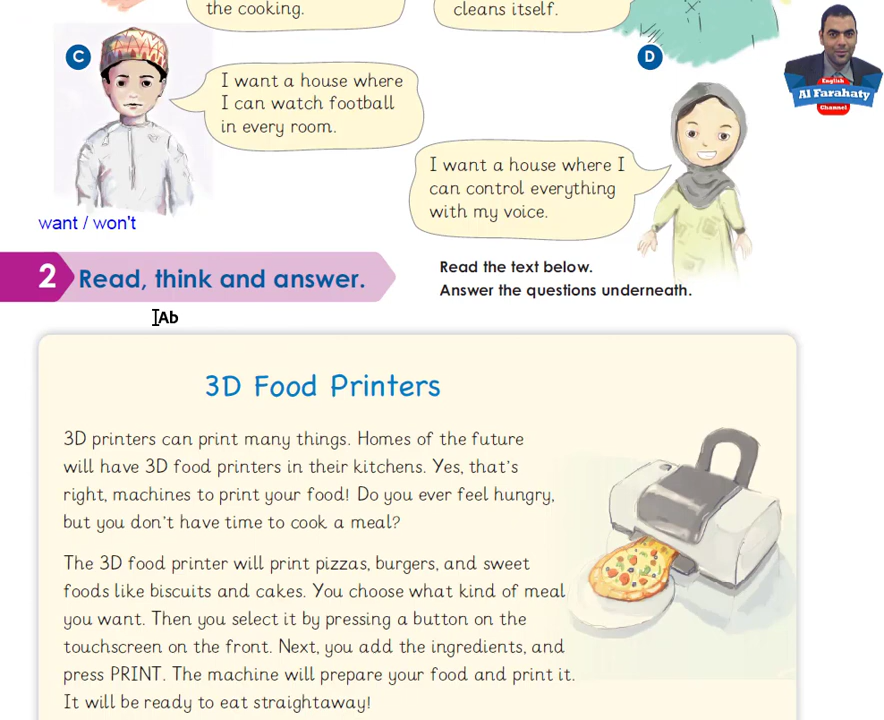 the cooking.
cleans itself.
C
D
I want a house where
I can watch football
in every room.
English
Al Farahaty
Channel
I want a house where I
can control everything
with my voice.
want / won't
2 Read, think and answer.
Read the text below.
Answer the questions underneath.
Ab
3D Food Printers
3D printers can print many things. Homes of the future
will have 3D food printers in their kitchens. Yes, that's
right, machines to print your food! Do you ever feel hungry,
but you don't have time to cook a meal?
The 3D food printer will print pizzas, burgers, and sweet
foods like biscuits and cakes. You choose what kind of meal
you want. Then you select it by pressing a button on the
touchscreen on the front. Next, you add the ingredients, and
press PRINT. The machine will prepare your food and print it.
It will be ready to eat straightaway!